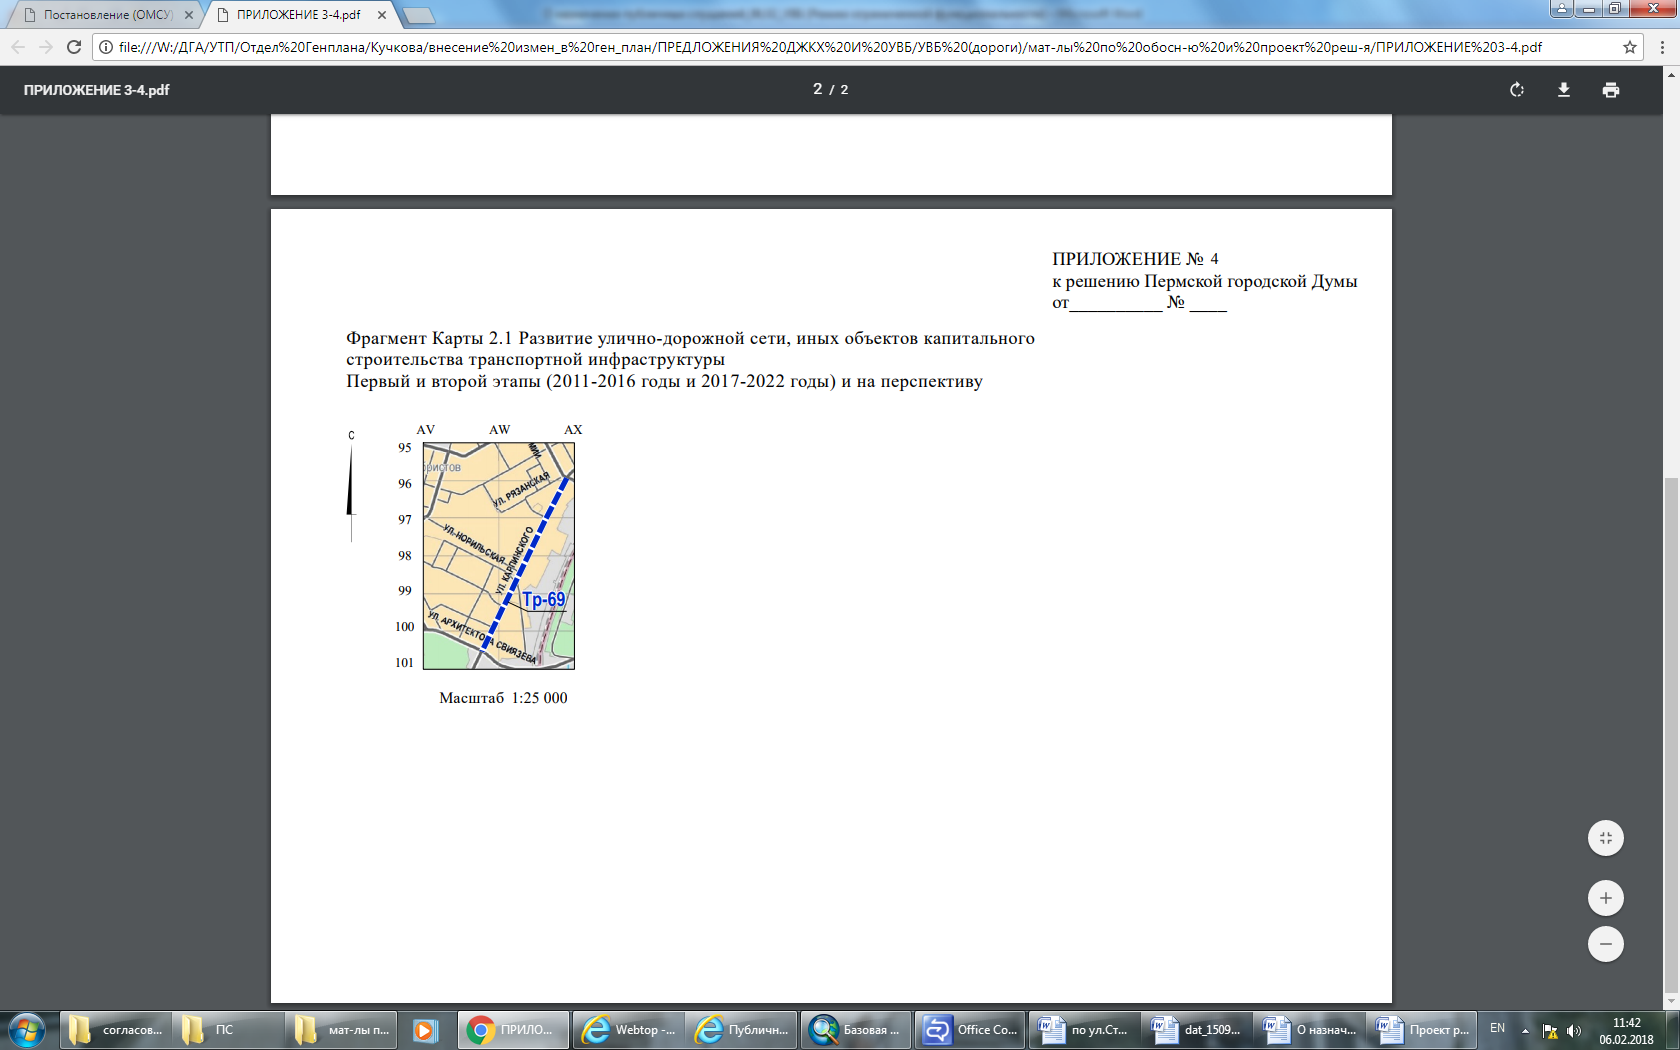 Постановление (ОМСУ)
ПРИЛОЖЕНИЕ 3-4.pdf
file:///W:/ДГА/УТП/Отдел%20Генплана/Кучкова/внесение%20измен_в%20ген_план/ПРЕДЛОЖЕНИЯ%20ДЖКХ%20И%20УВБ/УВБ%20(дороги)/мат-лы%20по%20обосн-ю%20и%20проект%20реш-я/ПРИЛОЖЕНИЕ%203-4.pdf
ПРИЛОЖЕНИЕ 3-4.pdf
2 / 2
ПРИЛОЖЕНИЕ № 4
к решению Пермской городской Думы
от__________ № ____
Фрагмент Карты 2.1 Развитие улично-дорожной сети, иных объектов капитального
строительства транспортной инфраструктуры
Первый и второй этапы (2011-2016 годы и 2017-2022 годы) и на перспективу
С
AV AW AX
95
96
97
98
99
100
101
ористов
УЛ. РЯЗАНСКАЯ
УЛ. НОРИЛЬСКАЯ
УЛ. КАРПИНСКОГО
Тр-69
УЛ. АРХИТЕКТОРА СВИЯЗЕВА
Масштаб 1:25 000
согласов...
ПС
мат-лы п...
ПРИЛО...
Webtop -...
Публичн...
Базовая ...
Office Co...
по ул.Ст...
dat_1509...
О назнач...
Проект р...
EN
11:42
06.02.2018